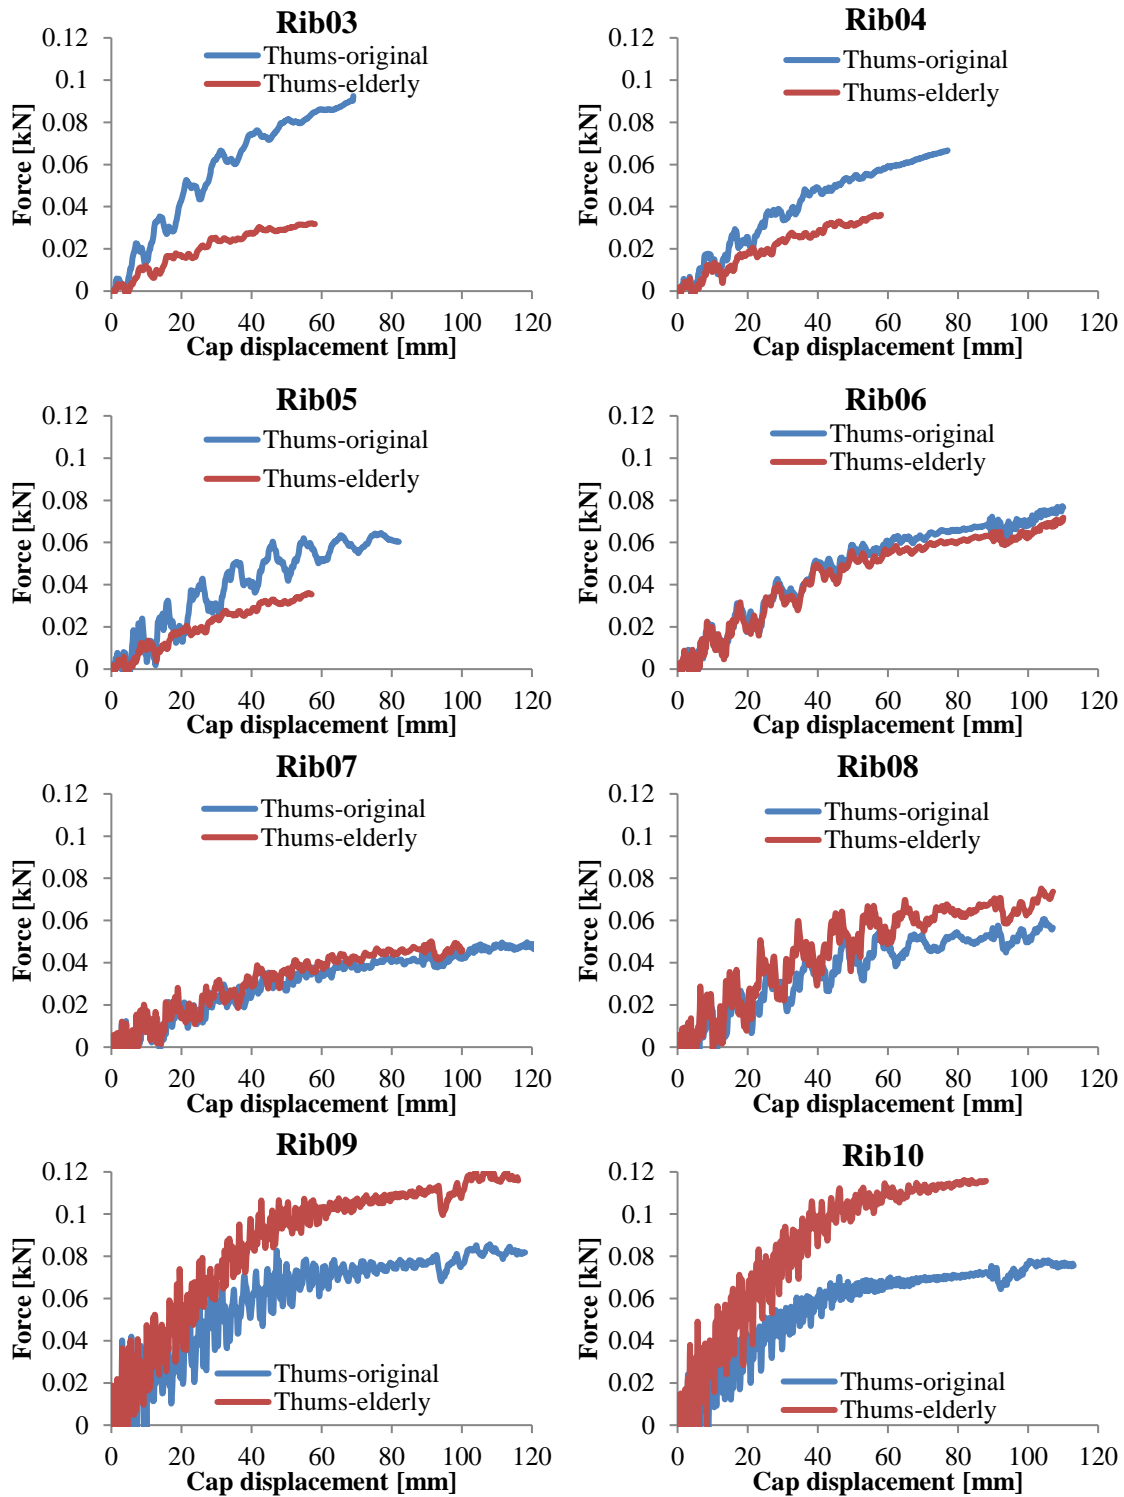 Rib03
Thums-original
Thums-elderly
Force [kN]
0.12
0.1
0.08
0.06
0.04
0.02
0
0 20 40 60 80 100 120
Cap displacement [mm]
Rib04
Thums-original
Thums-elderly
Force [kN]
0.12
0.1
0.08
0.06
0.04
0.02
0
0 20 40 60 80 100 120
Cap displacement [mm]
Rib05
Thums-original
Thums-elderly
Force [kN]
0.12
0.1
0.08
0.06
0.04
0.02
0
0 20 40 60 80 100 120
Cap displacement [mm]
Rib06
Thums-original
Thums-elderly
Force [kN]
0.12
0.1
0.08
0.06
0.04
0.02
0
0 20 40 60 80 100 120
Cap displacement [mm]
Rib07
Thums-original
Thums-elderly
Force [kN]
0.12
0.1
0.08
0.06
0.04
0.02
0
0 20 40 60 80 100 120
Cap displacement [mm]
Rib08
Thums-original
Thums-elderly
Force [kN]
0.12
0.1
0.08
0.06
0.04
0.02
0
0 20 40 60 80 100 120
Cap displacement [mm]
Rib09
Thums-original
Thums-elderly
Force [kN]
0.12
0.1
0.08
0.06
0.04
0.02
0
0 20 40 60 80 100 120
Cap displacement [mm]
Rib10
Thums-original
Thums-elderly
Force [kN]
0.12
0.1
0.08
0.06
0.04
0.02
0
0 20 40 60 80 100 120
Cap displacement [mm]